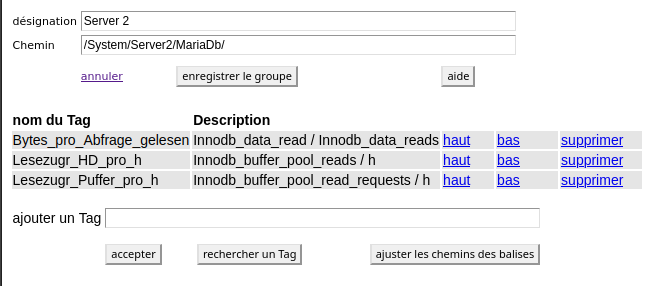 désignation Server 2
Chemin /System/Server2/MariaDb/
annuler enregistrer le groupe aide
nom du Tag Description
Bytes_pro_Abfrage_gelesen Innodb_data_read / Innodb_data_reads haut bas supprimer
Lesezugr_HD_pro_h Innodb_buffer_pool_reads / h haut bas supprimer
Lesezugr_Puffer_pro_h Innodb_buffer_pool_read_requests / h haut bas supprimer
ajouter un Tag
accepter rechercher un Tag ajuster les chemins des balises